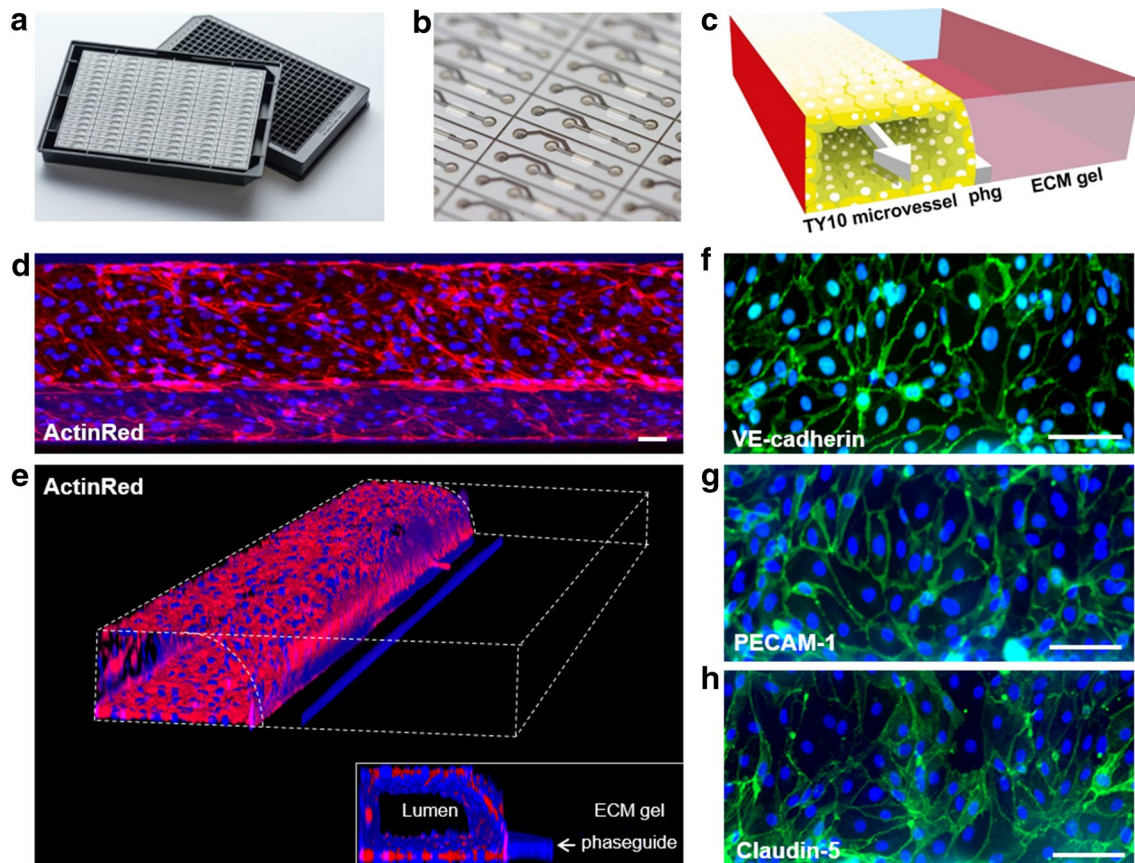 a
b
c
TY10 microvessel phg ECM gel
d
ActinRed
e
ActinRed
Lumen
ECM gel
phaseguide
f
VE-cadherin
g
PECAM-1
h
Claudin-5